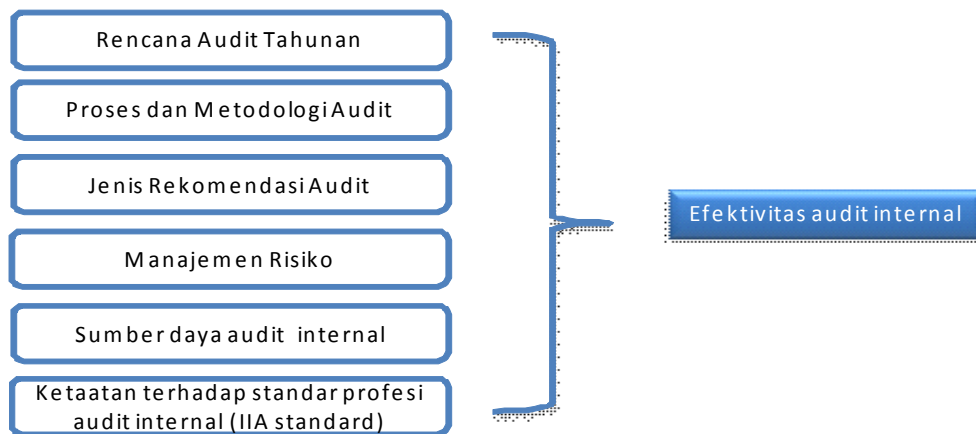 Rencana Audit Tahunan
Proses dan Metodologi Audit
Jenis Rekomendasi Audit
Manajemen Risiko
Sumber daya audit internal
Ketaatan terhadap standar profesi
audit internal (IIA standard)
Efektivitas audit internal